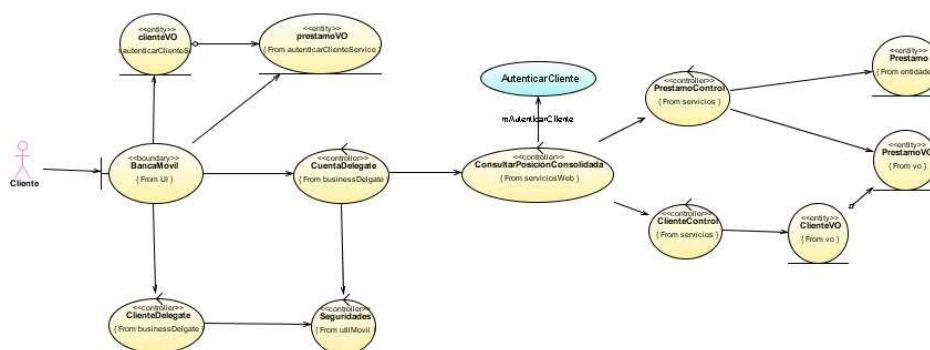 <<entity>>
clienteVO
<<entity>>
prestamoVO
{ From autenticarClienteService }
<<entity>>
Prestamo
{ From entidade
AutenticarCliente
mAutenticarCliente
<<controller>>
PrestamoControl
{ From servicios }
Cliente
<<boundary>>
BancaMóvil
{ From UI }
<<controller>>
CuentaDelegate
{ From businessDelgate }
<<controller>>
ConsultarPosicionConsolidada
{ From serviciosWeb }
<<entity>>
PrestamoVO
{ From vo }
<<controller>>
ClienteControl
{ From servicios }
<<entity>>
ClienteVO
{ From vo }
<<controller>>
ClienteDelegate
{ From businessDelgate }
<<controller>>
Seguridades
{ From utilMovil }